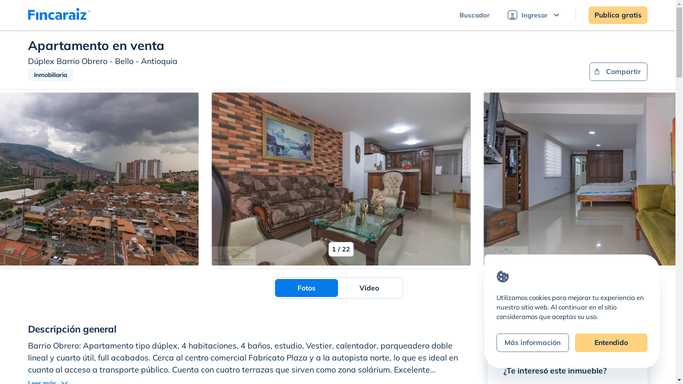 Fincaraiz
Buscador
Ingresar
Publica gratis
Apartamento en venta
Dúplex Barrio Obrero - Bello - Antioquia
Inmobiliaria
Compartir
1 / 22
Fotos
Video
Utilizamos cookies para mejorar tu experiencia en
nuestro sitio web. Al continuar en el sitio
consideramos que aceptas su uso.
Más información
Entendido
Descripción general
Barrio Obrero: Apartamento tipo dúplex, 4 habitaciones, 4 baños, estudio, Vestier, calentador, parqueadero doble
lineal y cuarto útil, full acabados. Cerca al centro comercial Fabricato Plaza y a la autopista norte, lo que es ideal en
cuanto al acceso a transporte público. Cuenta con cuatro terrazas que sirven como zona solárium. Excelente...
Leer más
¿Te interesó este inmueble?